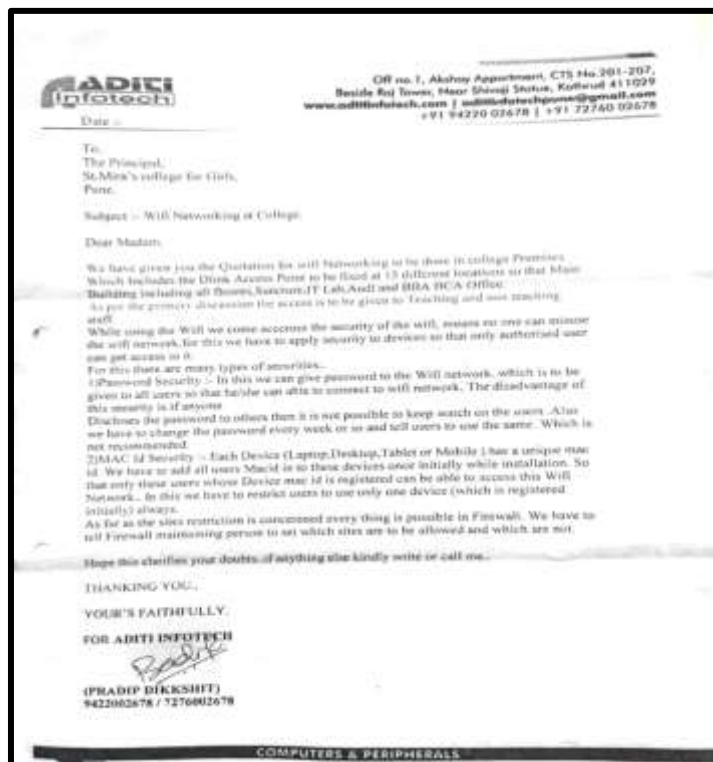 ADITI
Infotech
Off no.1, Akshay Appartment, CTS No.201-207,
Beside Raj Tower, Near Shivaji Statue, Kothrud 411029
www.aditiinfotech.com |
+91 94220 02678 | +91 72760 02678
Date :-
To,
The Principal,
St.Mira's college for Girls,
Pune.
Subject :- Wifi Networking at College.
Dear Madam,
We have given you the Quotation for wifi Networking to be done in college Premises
Which Includes the Dlink Access Point to be fixed at 15 different locations so that Main
Building including all floors, IT Lab,Audi and BBA BCA Office.
As per the primery discussion the access is to be given to Teaching and non teaching
staff.
While using the Wifi we come accross the security of the wifi, means no one can misuse
the wifi network,for this we have to apply security to devices so that only authorised user
can get access to it.
For this there are many types of securities..
1)Password Security :- In this we can give password to the Wifi network, which is to be
given to all users so that he/she can able to connect to wifi network. The disadvantage of
this security is if anyone
Discloses the password to others then it is not possible to keep watch on the users .Also
we have to change the password every week or so and tell users to use the same. Which is
not recommended.
2)MAC Id Security :- Each Device (Laptop,Desktop,Tablet or Mobile ) has a unique mac
id. We have to add all users Macid in to these devices once initially while installation. So
that only those users whose Device mac id is registered can be able to access this Wifi
Network.. In this we have to restrict users to use only one device (which is registered
initially) always.
As far as the sites restriction is concerned every thing is possible in Firewall. We have to
tell Firewall maintaining person to set which sites are to be allowed and which are not.
Hope this clarifies your doubts..if anything else kindly write or call me..
THANKING YOU.,
YOUR'S FAITHFULLY.
FOR ADITI INFOTECH
(PRADIP DIKKSHIT)
9422002678 / 7276002678
COMPUTERS & PERIPHERALS